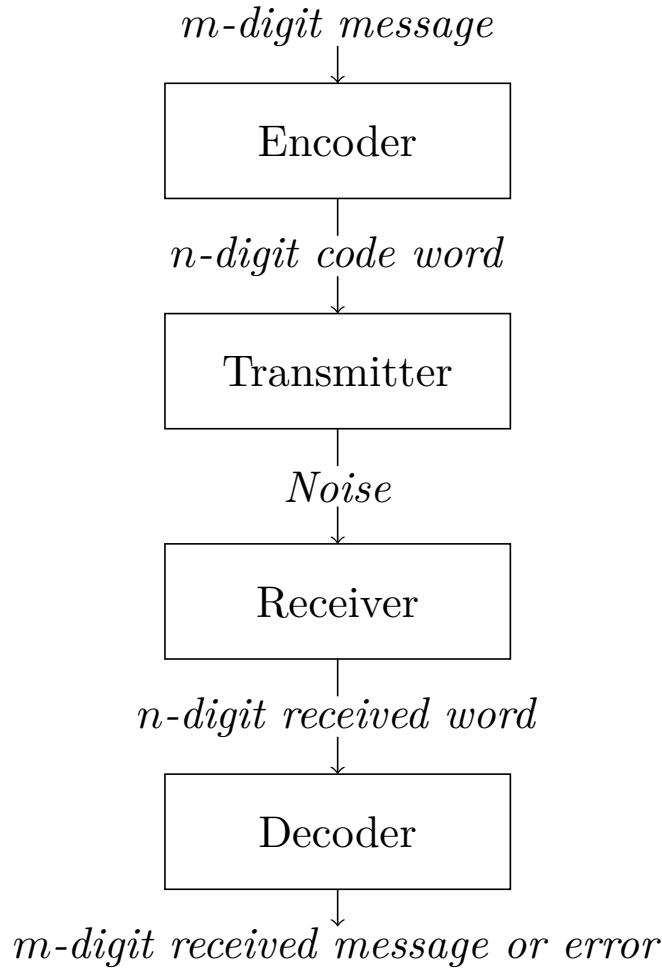 m-digit message
Encoder
n-digit code word
Transmitter
Noise
Receiver
n-digit received word
Decoder
m-digit received message or error